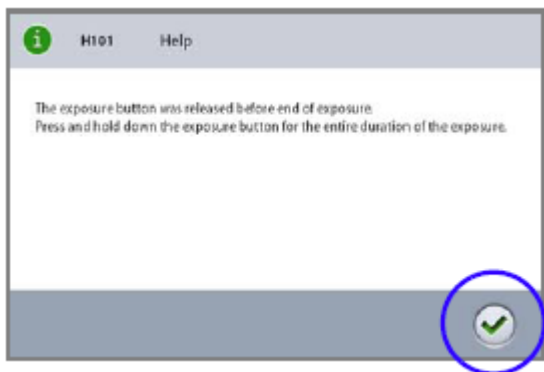 H101 Help
The exposure button was released before end of exposure.
Press and hold down the exposure button for the entire duration of the exposure.